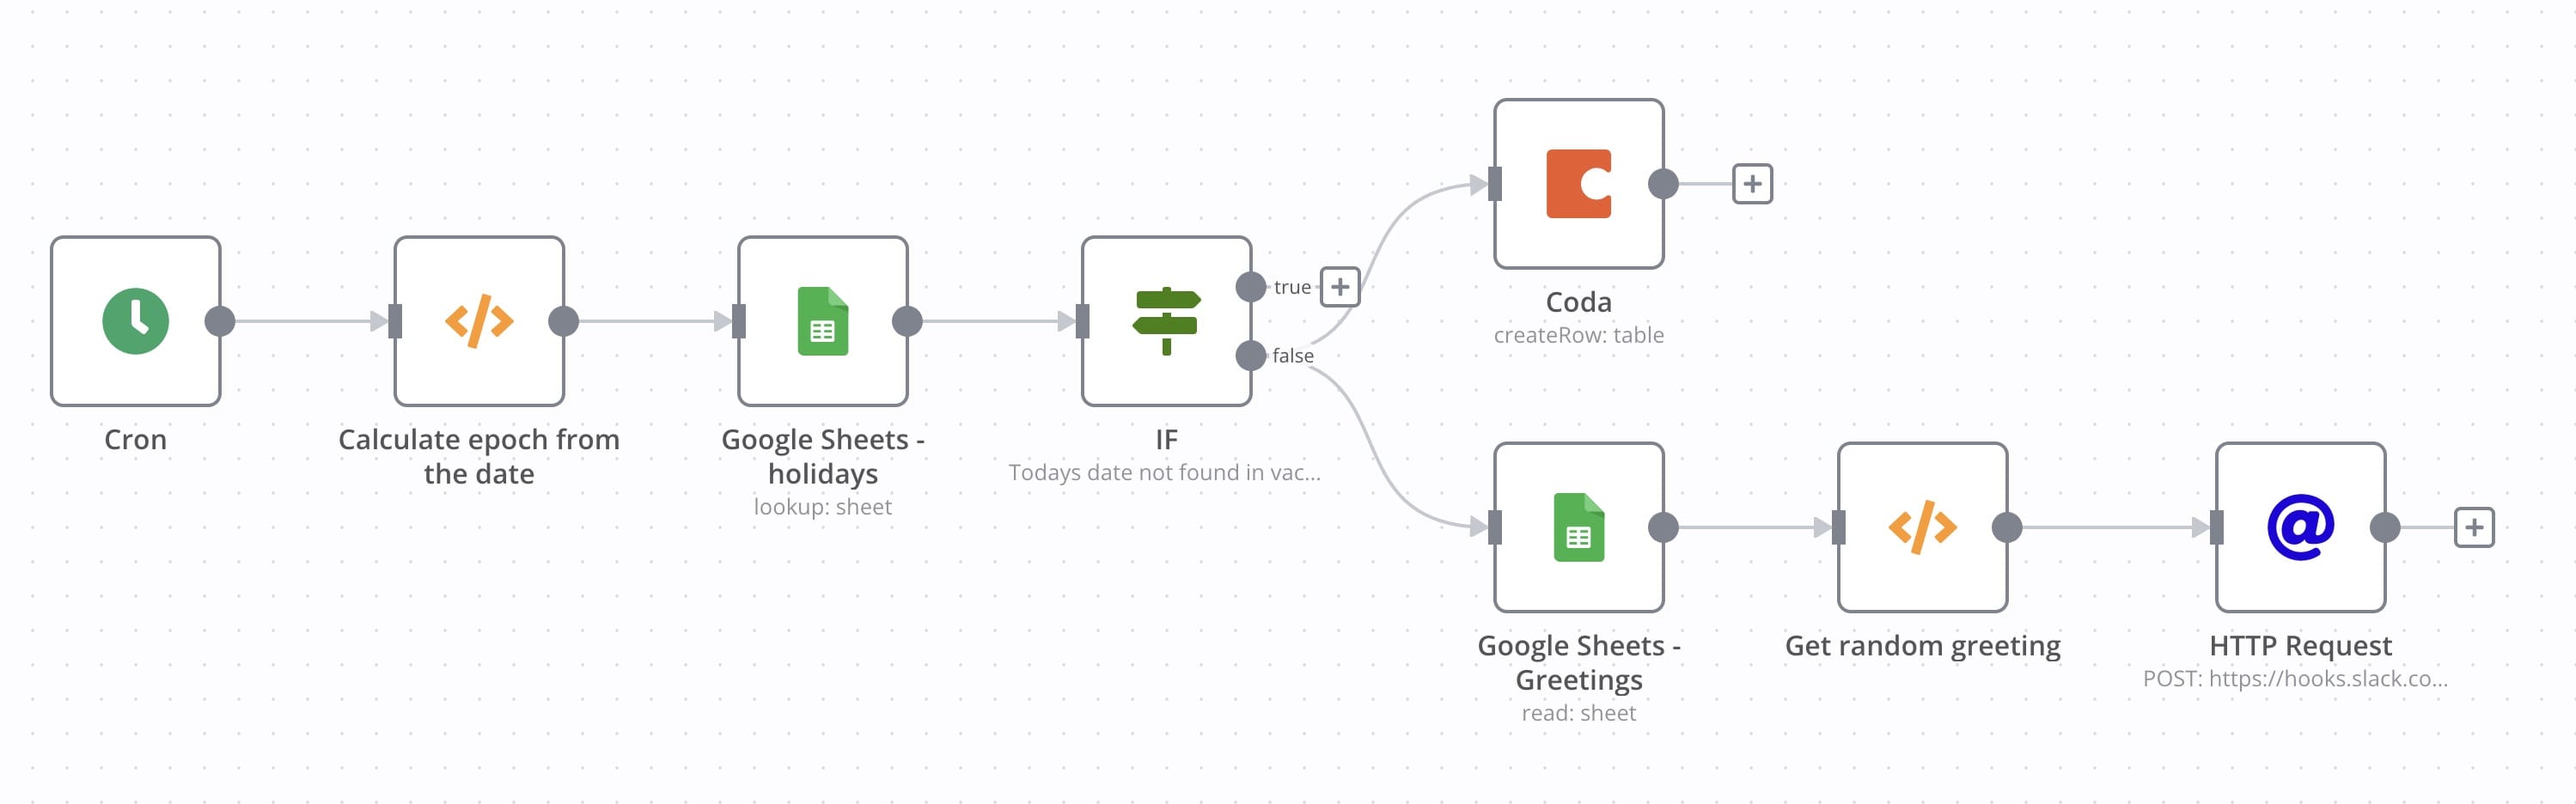 Cron
Calculate epoch from
the date
Google Sheets -
holidays
lookup: sheet
IF
Todays date not found in vac...
true
false
Coda
createRow: table
Google Sheets -
Greetings
read: sheet
Get random greeting
HTTP Request
POST: https://hooks.slack.co...